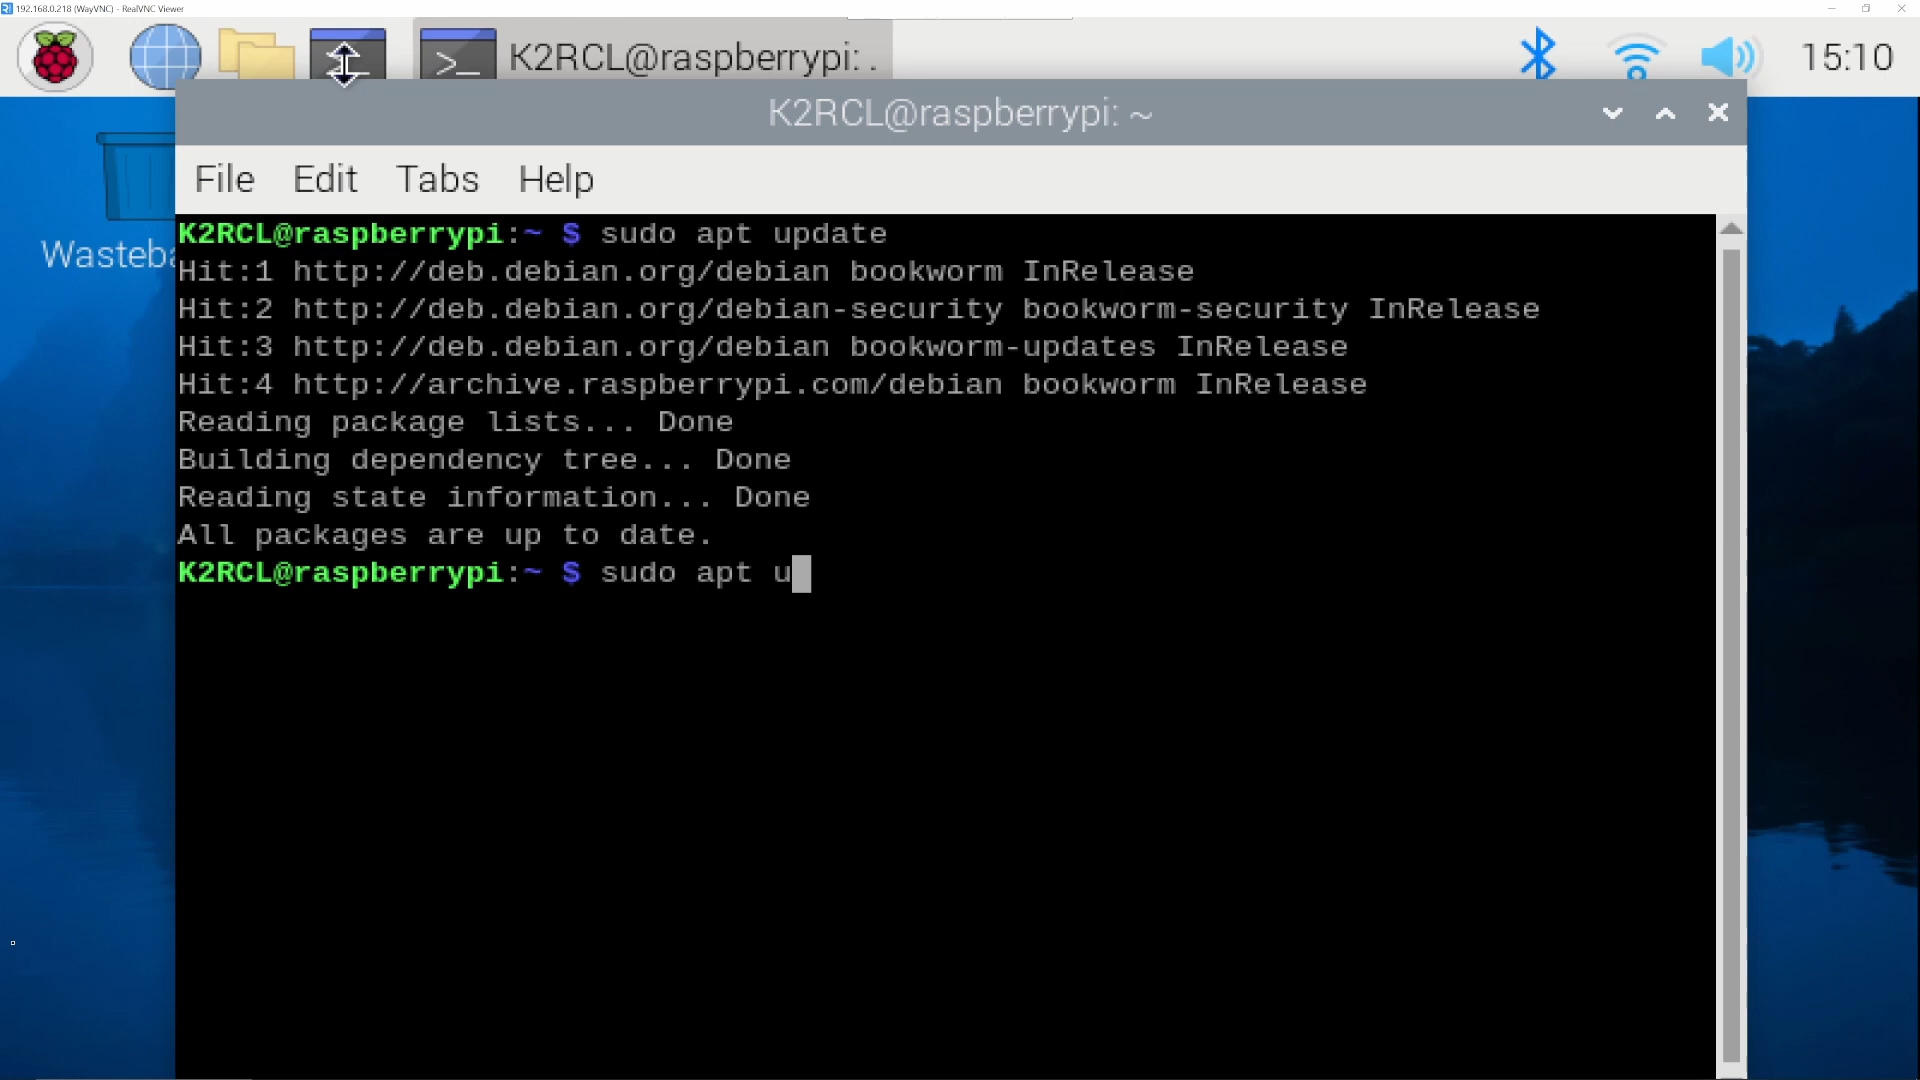 192.168.0.218 (WayVNC) - RealVNC Viewer
K2RCL@raspberrypi: .
15:10
K2RCL@raspberrypi: ~
File Edit Tabs Help
Wasteba
K2RCL@raspberrypi:~ $ sudo apt update
Hit:1 http://deb.debian.org/debian bookworm InRelease
Hit:2 http://deb.debian.org/debian-security bookworm-security InRelease
Hit:3 http://deb.debian.org/debian bookworm-updates InRelease
Hit:4 http://archive.raspberrypi.com/debian bookworm InRelease
Reading package lists... Done
Building dependency tree... Done
Reading state information... Done
All packages are up to date.
K2RCL@raspberrypi:~ $ sudo apt u